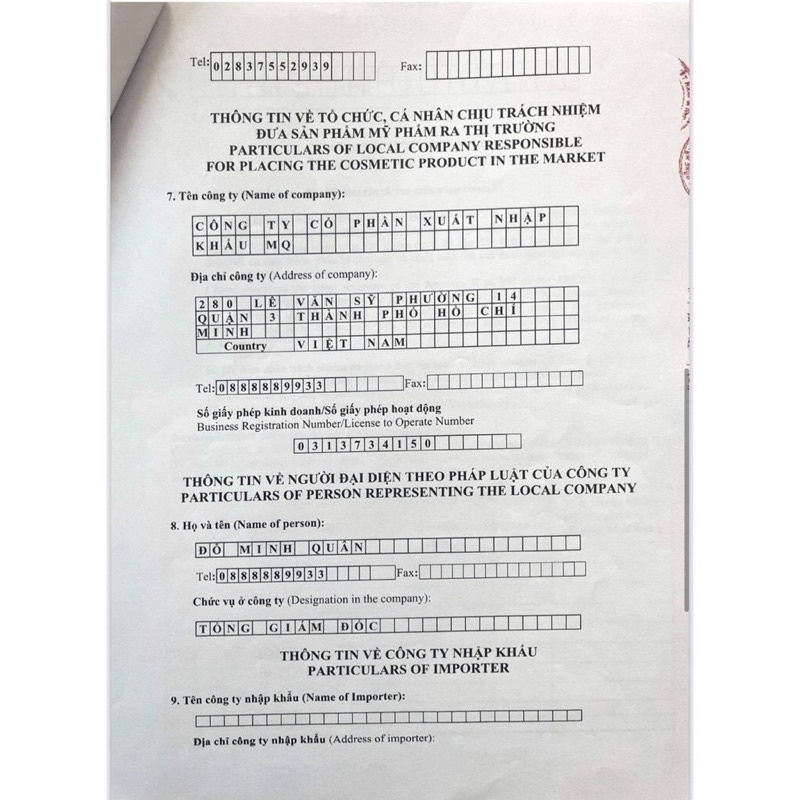 Tel: 02837552939 Fax:
THÔNG TIN VỀ TỔ CHỨC, CÁ NHÂN CHỊU TRÁCH NHIỆM
ĐƯA SẢN PHẨM MỸ PHẨM RA THỊ TRƯỜNG
PARTICULARS OF LOCAL COMPANY RESPONSIBLE
FOR PLACING THE COSMETIC PRODUCT IN THE MARKET
7. Tên công ty (Name of company):
CÔNG TY CỔ PHẦN XUẤT NHẬP
KHẨU MQ
Địa chỉ công ty (Address of company):
280 LÊ VĂN SỸ PHƯỜNG 14
QUẬN 3 THÀNH PHỐ HỒ CHÍ
MINH
Country VIỆT NAM
Tel: 0888889933 Fax:
Số giấy phép kinh doanh/Số giấy phép hoạt động
Business Registration Number/License to Operate Number
0313734150
THÔNG TIN VỀ NGƯỜI ĐẠI DIỆN THEO PHÁP LUẬT CỦA CÔNG TY
PARTICULARS OF PERSON REPRESENTING THE LOCAL COMPANY
8. Họ và tên (Name of person):
ĐỖ MINH QUÂN
Tel: 0888889933 Fax:
Chức vụ ở công ty (Designation in the company):
TỔNG GIÁM ĐỐC
THÔNG TIN VỀ CÔNG TY NHẬP KHẨU
PARTICULARS OF IMPORTER
9. Tên công ty nhập khẩu (Name of Importer):
Địa chỉ công ty nhập khẩu (Address of importer):